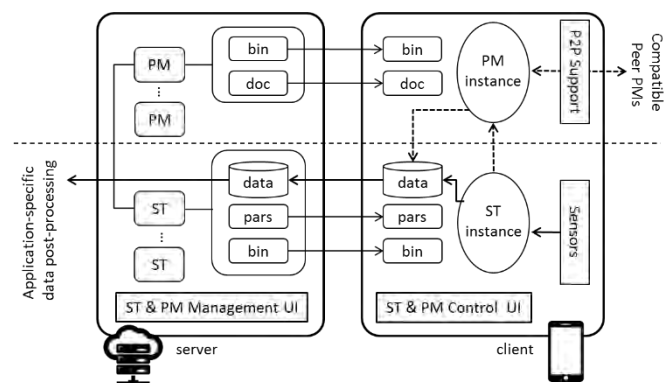 bin
doc
PM
PM
bin
doc
PM
instance
P2P Support
Compatible
Peer PMs
Application-specific
data post-processing
data
pars
bin
ST
ST
data
pars
bin
ST
instance
Sensors
ST & PM Management UI
ST & PM Control UI
server
client